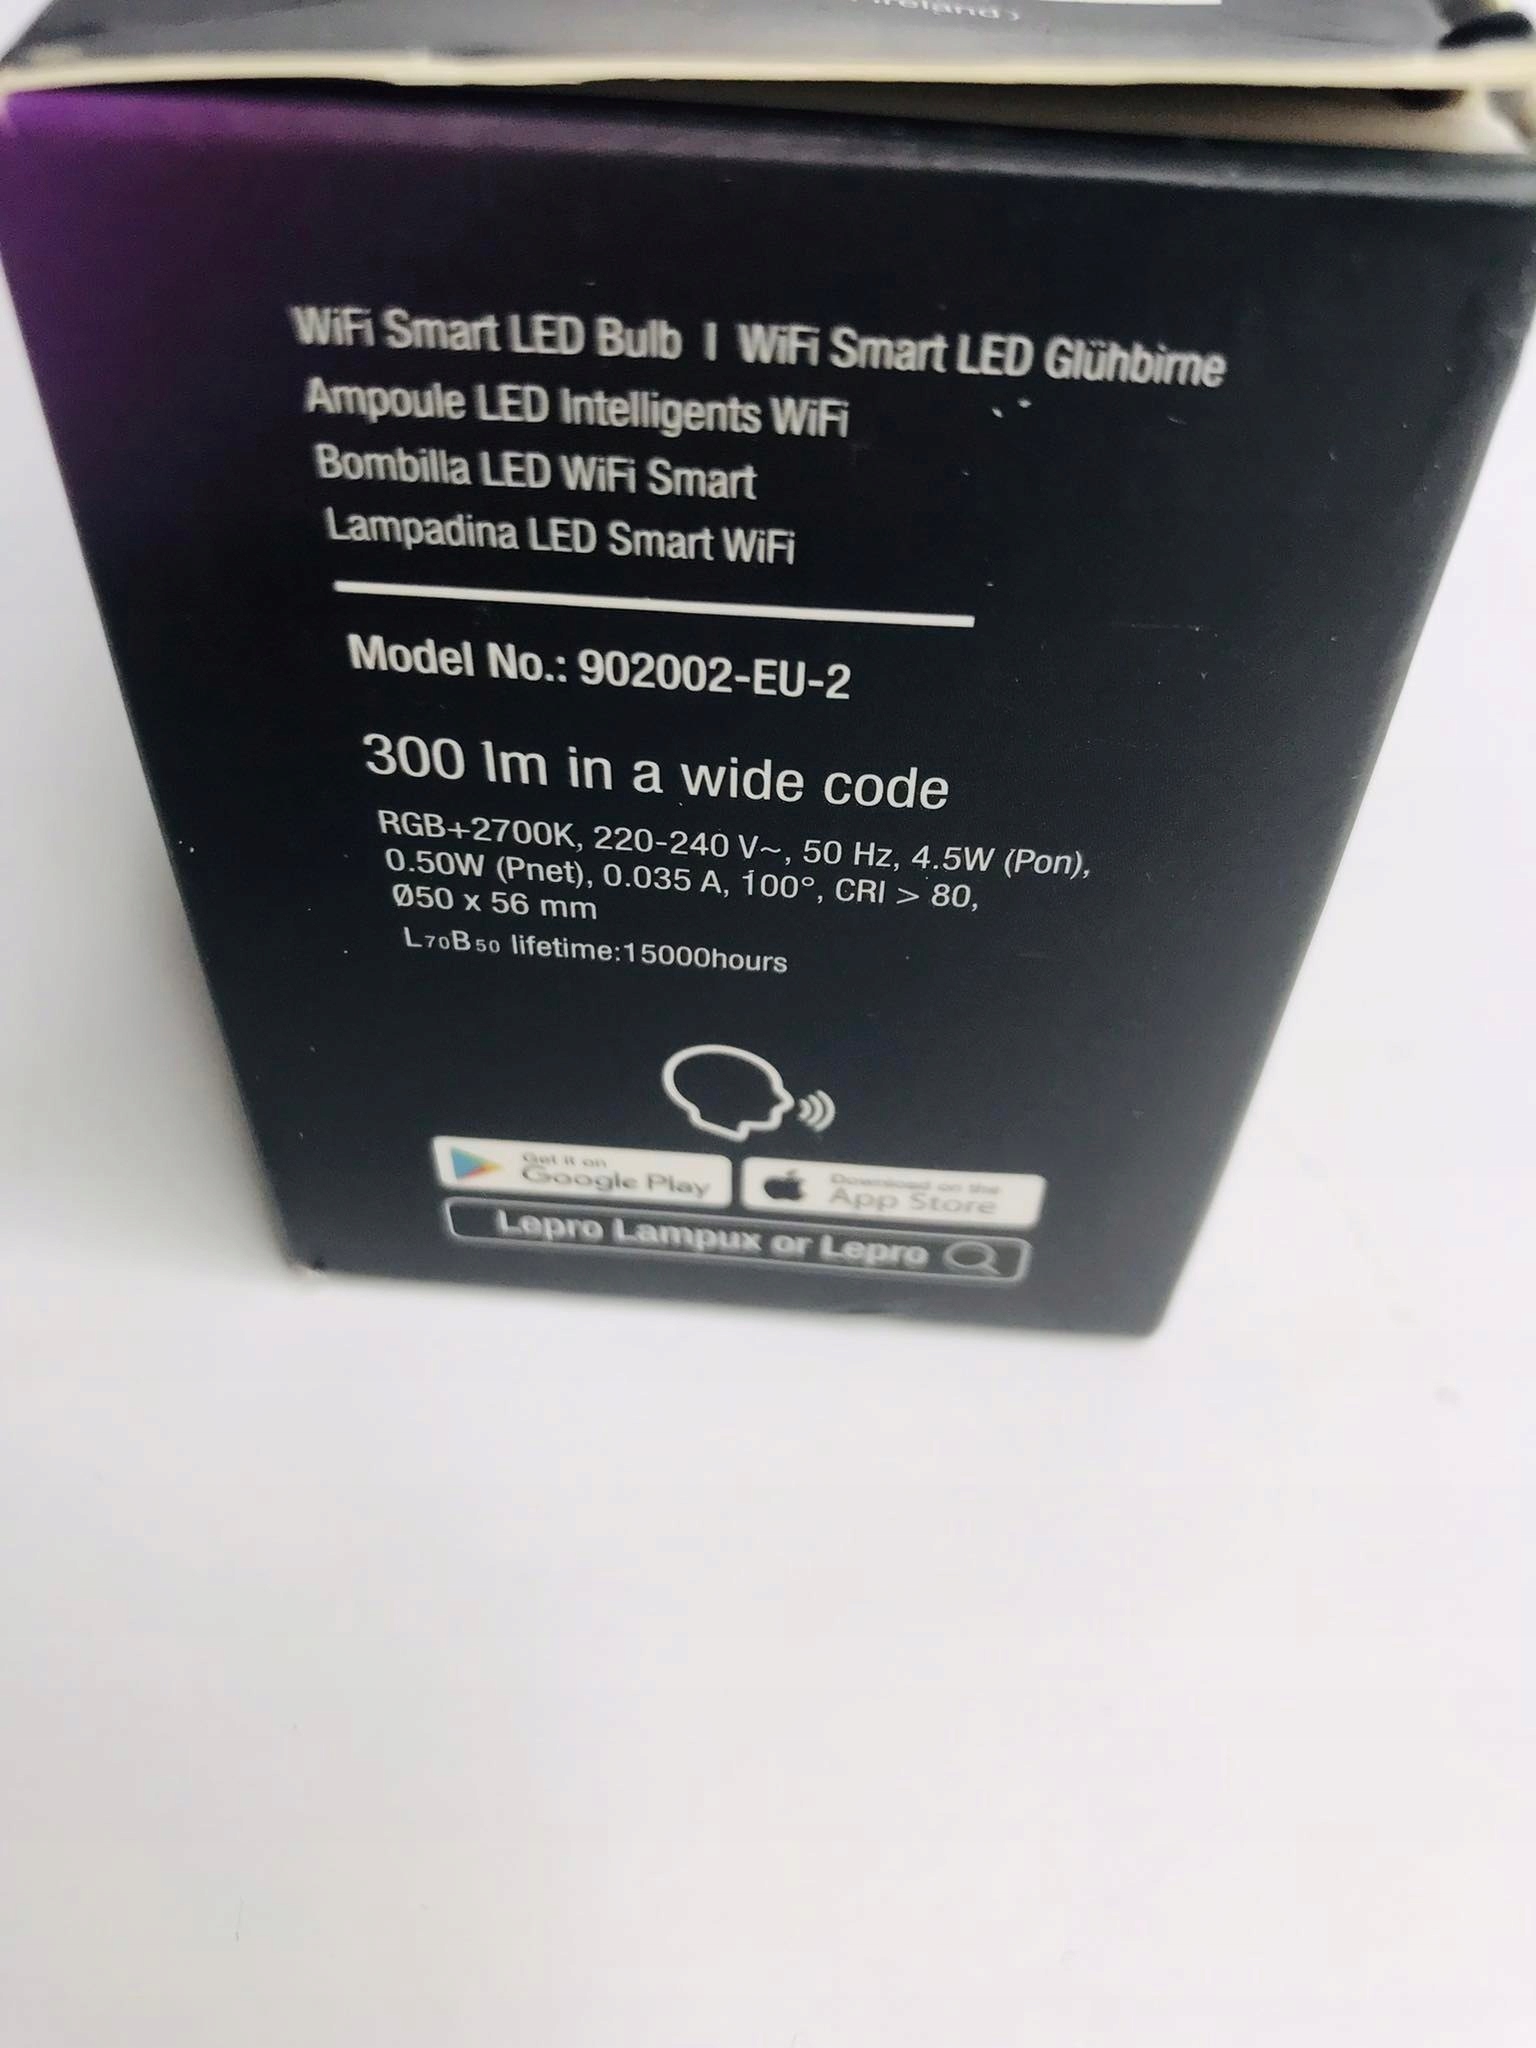 Ireland)
WiFi Smart LED Bulb | WiFi Smart LED Glühbirne
Ampoule LED Intelligents WiFi
Bombilla LED WiFi Smart
Lampadina LED Smart WiFi
Model No.: 902002-EU-2
300 lm in a wide code
RGB+2700K, 220-240 V~, 50 Hz, 4.5W (Pon),
0.50W (Pnet), 0.035 A, 100°, CRI > 80,
Ø50 x 56 mm
L70B50 lifetime:15000hours
Get it on
Google Play
Download on the
App Store
Lepro Lampux or Lepro